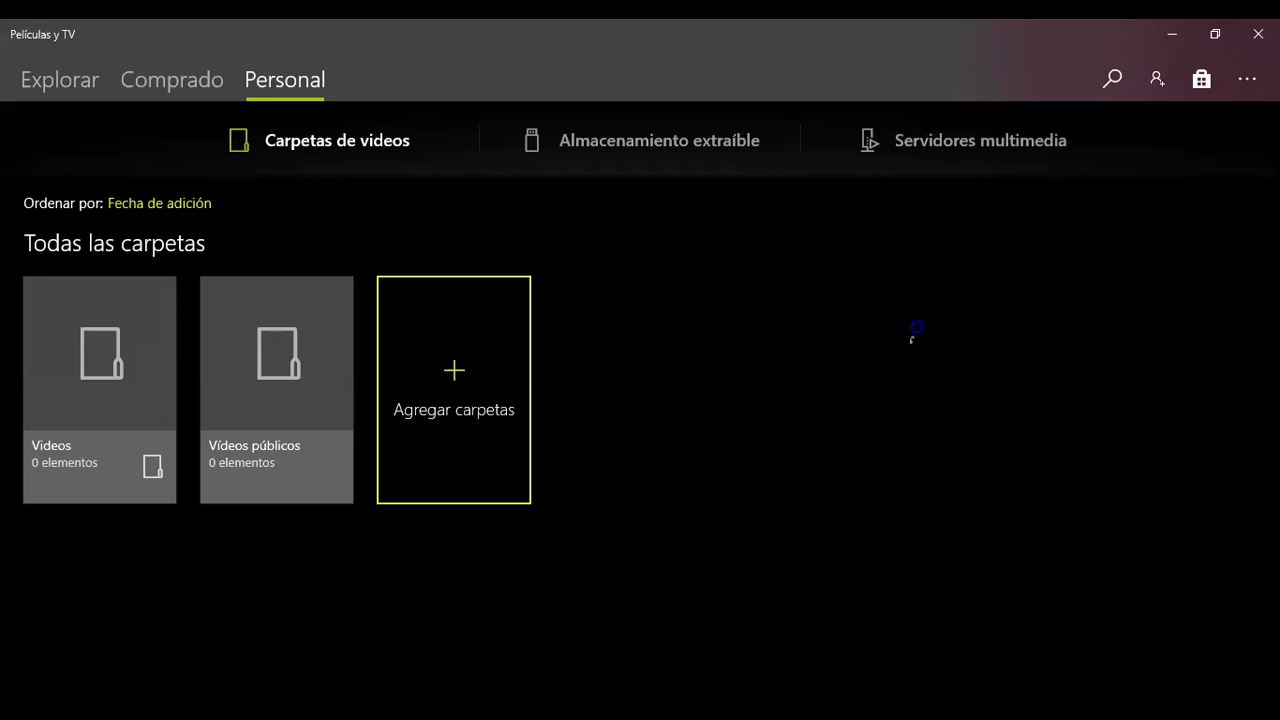 Películas y TV
Explorar Comprado Personal
Carpetas de videos Almacenamiento extraíble Servidores multimedia
Ordenar por: Fecha de adición
Todas las carpetas
Videos
0 elementos
Vídeos públicos
0 elementos
Agregar carpetas